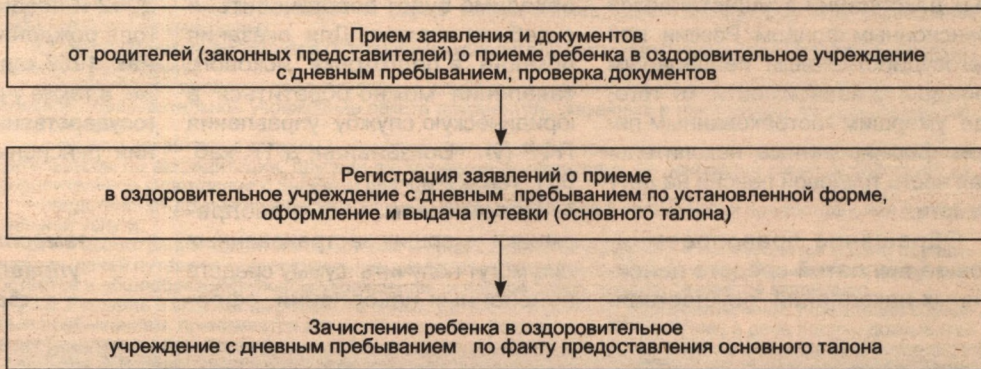 Прием заявления и документов
от родителей (законных представителей) о приеме ребенка в оздоровительное учреждение
с дневным пребыванием, проверка документов
Регистрация заявлений о приеме
в оздоровительное учреждение с дневным пребыванием по установленной форме,
оформление и выдача путевки (основного талона)
Зачисление ребенка в оздоровительное
учреждение с дневным пребыванием по факту предоставления основного талона